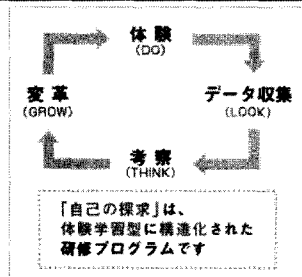 体験
(DO)
変革
(GROW)
データ収集
(LOOK)
考察
(THINK)
「自己の探求」は、
体験学習型に構造化された
研修プログラムです